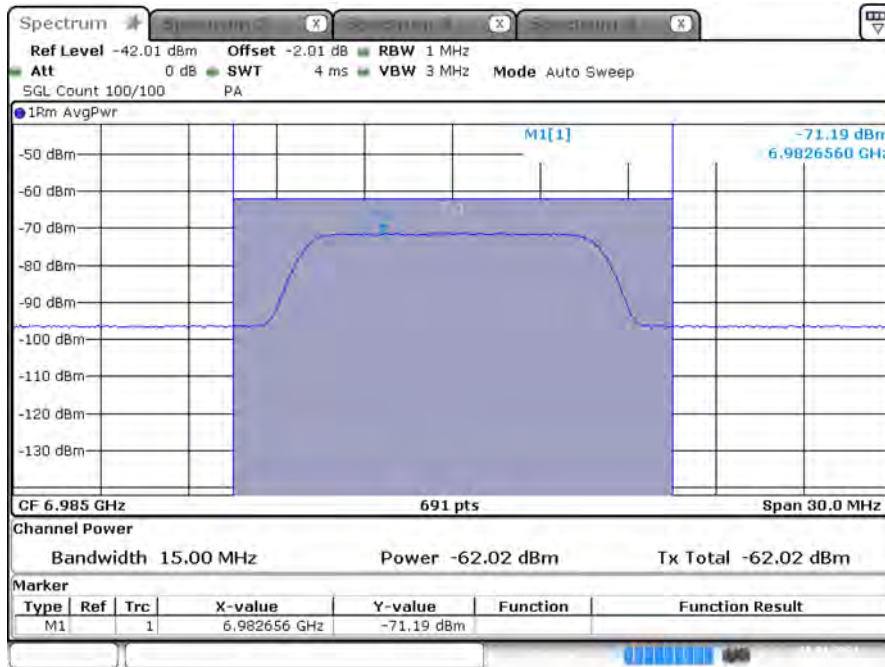 Spectrum X X X
Ref Level -42.01 dBm Offset -2.01 dB RBW 1 MHz
Att 0 dB SWT 4 ms VBW 3 MHz Mode Auto Sweep
SGL Count 100/100 PA
1Rm AvgPwr
M1[1] -71.19 dBm
6.9826560 GHz
-50 dBm
-60 dBm
-70 dBm
-80 dBm
-90 dBm
-100 dBm
-110 dBm
-120 dBm
-130 dBm
CF 6.985 GHz 691 pts Span 30.0 MHz
Channel Power
Bandwidth 15.00 MHz Power -62.02 dBm Tx Total -62.02 dBm
Marker
Type Ref Trc X-value Y-value Function Function Result
M1 1 6.982656 GHz -71.19 dBm